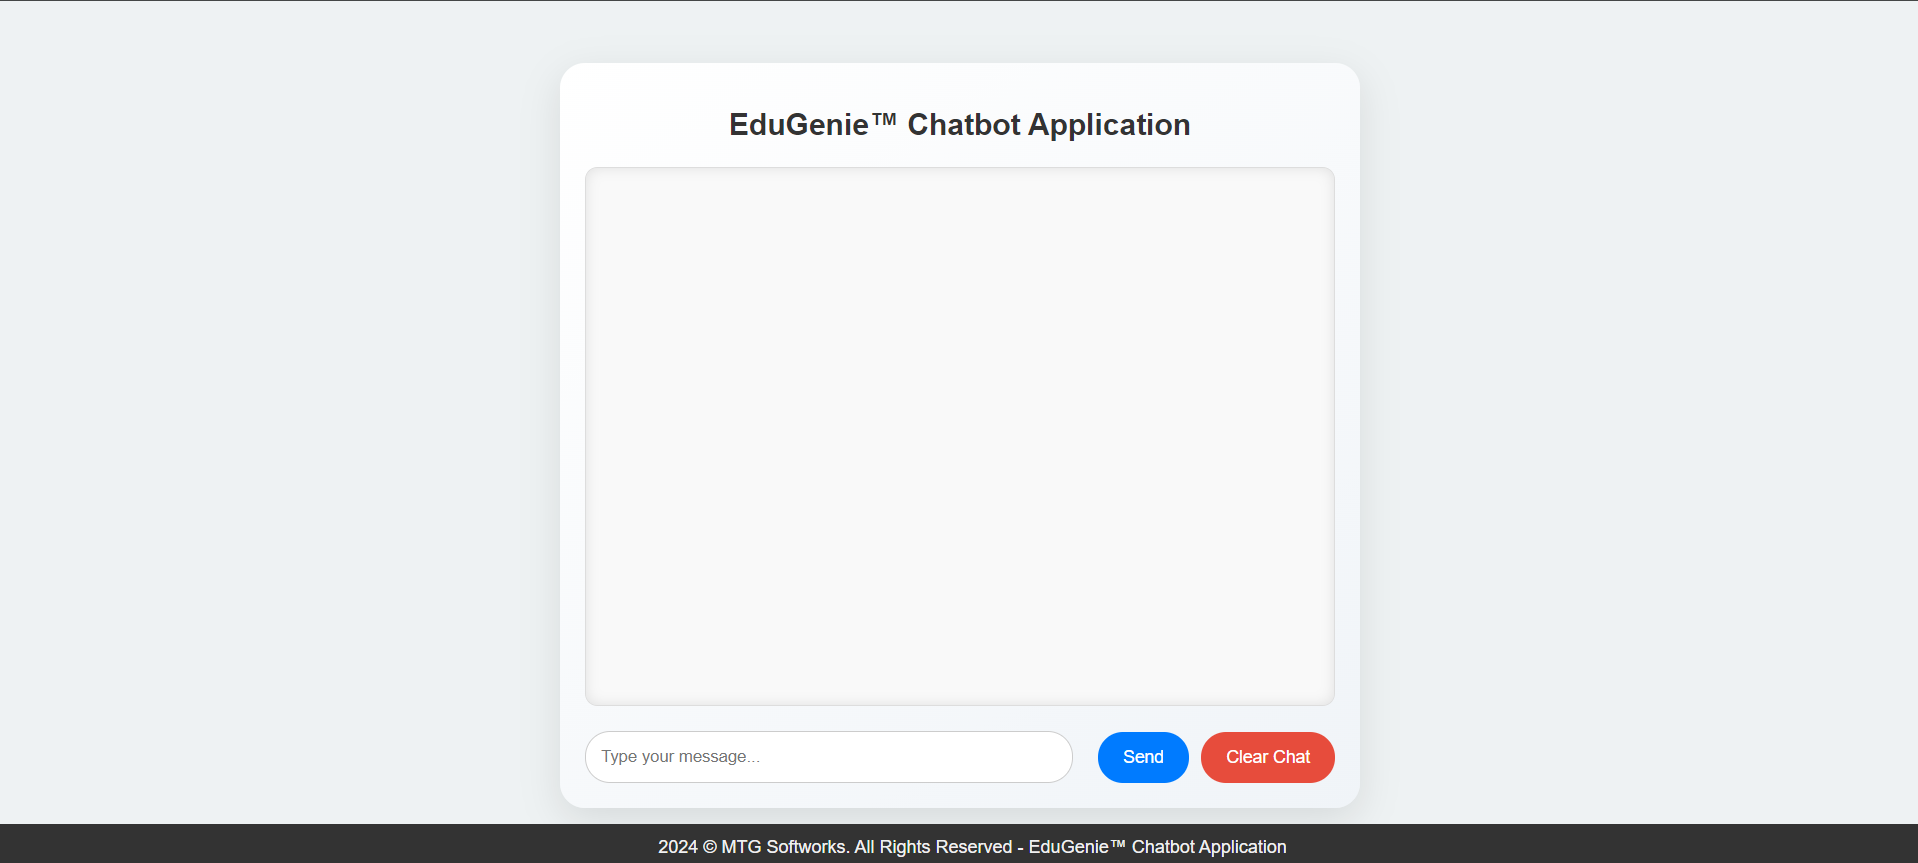 EduGenie™ Chatbot Application
Type your message...
Send
Clear Chat
2024 © MTG Softworks. All Rights Reserved - EduGenie™ Chatbot Application